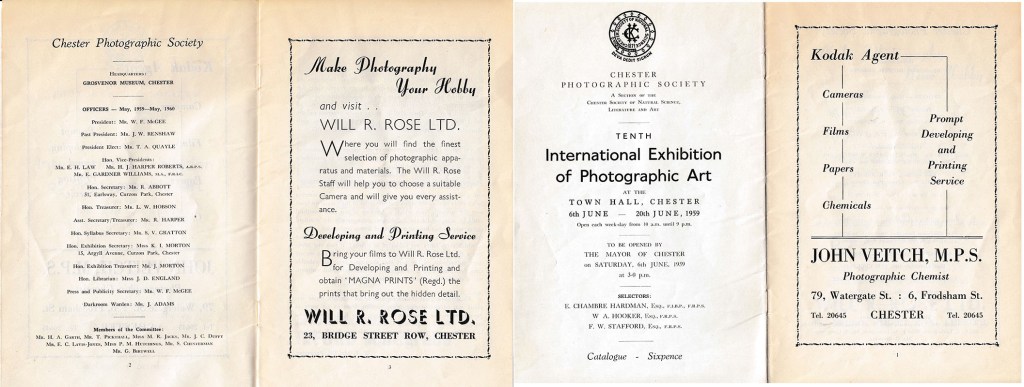 Chester Photographic Society
HEADQUARTERS:
GROSVENOR MUSEUM, CHESTER
OFFICERS — May, 1959—May, 1960
President: Mr. W. F. McGEE
Past President: Mr. J. W. RENSHAW
President Elect: Mr. T. A. QUAYLE
Hon. Vice-Presidents:
Mr. E. H. LAW Mr. H. J. HARPER ROBERTS, A.R.P.S.
Mr. E. GARDNER WILLIAMS,
Hon. Secretary: Mr. R. ABBOTT
Earlsway, Curzon Park, Chester
Hon. Treasurer: Mr. L. W. HOBSON
Asst. Secretary/Treasurer: Mr. R. HARPER
Hon. Syllabus Secretary: Mr. S. V. GRATTON
Hon. Exhibition Secretary: Miss K. I. MORTON
15, Argyll Avenue, Curzon Park, Chester
Hon. Exhibition Treasurer: Mr. J. MORTON
Hon. Librarian: Miss J. D. ENGLAND
Press and Publicity Secretary: Mr. W. F. McGEE
Darkroom Warden: Mr. J. ADAMS
Members of the Committee:
Mr. H. A. GARTH, Mr. T. PICKTHALL, Miss M. K. JACKS, Mr. J. C. DUFFY
Mr. E. C. LAVIS-JONES, Miss P. M. HUTCHINGS, Mr. S. CHESTERMAN
Mr. G. BIRTWELL
2
Make Photography
Your Hobby
and visit . .
WILL R. ROSE LTD.
Where you will find the finest
selection of photographic appa-
ratus and materials. The Will R. Rose
Staff will help you to choose a suitable
Camera and will give you every assist-
ance.
Developing and Printing Service
Bring your films to Will R. Rose Ltd.
for Developing and Printing and
obtain 'MAGNA PRINTS' (Regd.) the
prints that bring out the hidden detail.
WILL R. ROSE LTD.
23, BRIDGE STREET ROW, CHESTER
3
CHESTER
PHOTOGRAPHIC SOCIETY
A SECTION OF THE
CHESTER SOCIETY OF NATURAL SCIENCE,
LITERATURE AND ART
TENTH
International Exhibition
of Photographic Art
AT THE
TOWN HALL, CHESTER
6th JUNE — 20th JUNE, 1959
Open each week-day from 10 a.m. until 9 p.m.
TO BE OPENED BY
THE MAYOR OF CHESTER
on SATURDAY, 6th JUNE, 1959
at 3-0 p.m.
SELECTORS:
E. CHAMBRE HARDMAN, Esq., F.I.B.P., F.R.P.S.
W. A. HOOKER, Esq., F.R.P.S.
F. W. STAFFORD, Esq., F.R.P.S.
Catalogue - Sixpence
Kodak Agent
Cameras
Films
Papers
Chemicals
Prompt
Developing
and
Printing
Service
JOHN VEITCH, M.P.S.
Photographic Chemist
79, Watergate St. : 6, Frodsham St.
Tel. 20645 CHESTER Tel. 20645
1